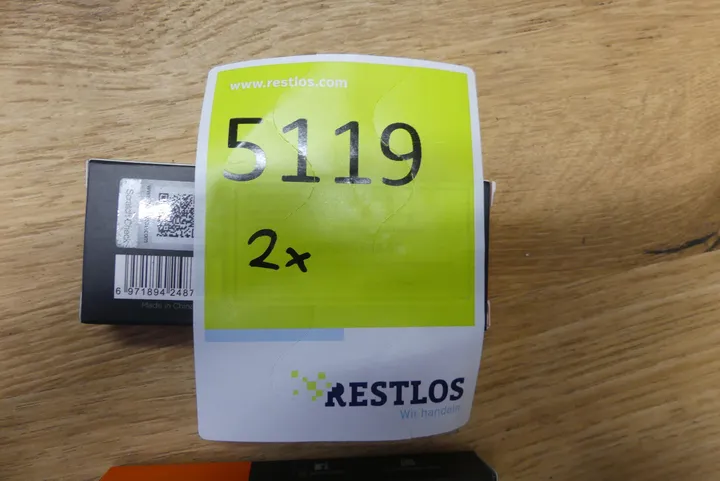 www.restlos.com
5119
2x
6 971894 2487
Made in China
RESTLOS
Wir handeln